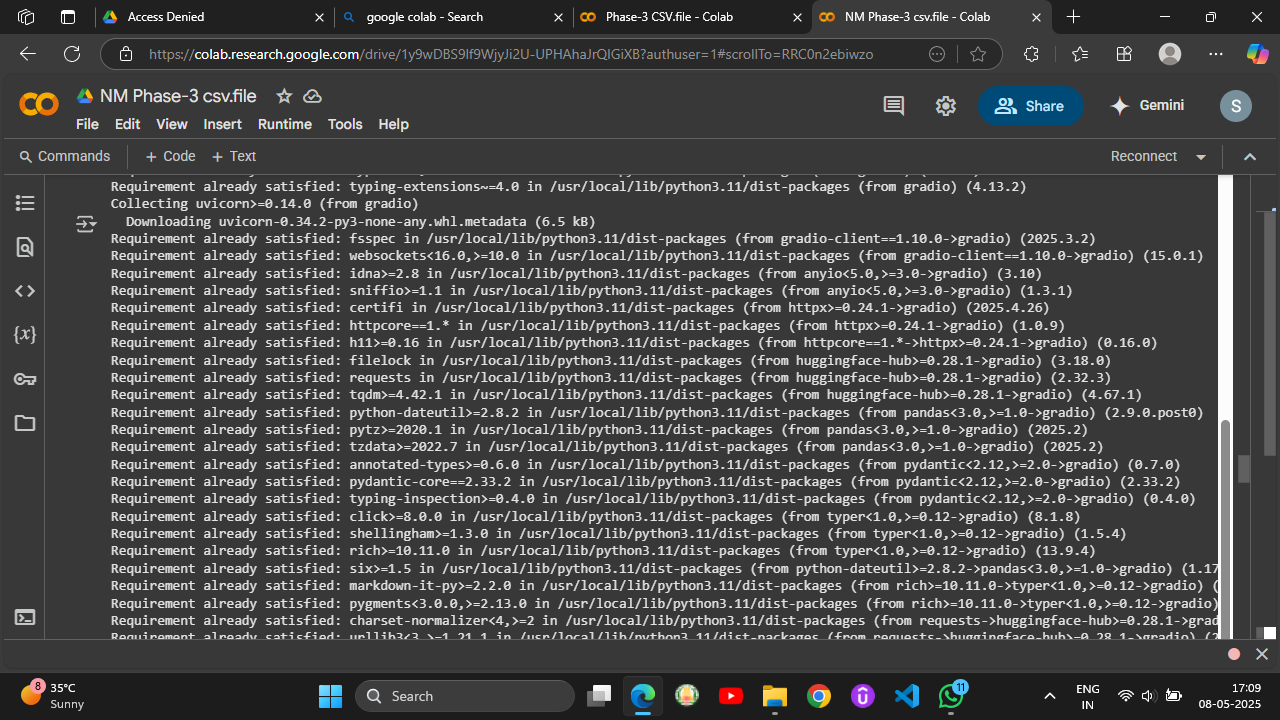 Access Denied
google colab - Search
Phase-3 CSV.file - Colab
NM Phase-3 csv.file - Colab
https://colab.research.google.com/drive/1y9wDBS9lf9WjyJi2U-UPHAhaJrQIGiXB?authuser=1#scrollTo=RRC0n2ebiwzo
CO NM Phase-3 csv.file
Share
Gemini
S
File Edit View Insert Runtime Tools Help
Commands + Code + Text
Reconnect
Requirement already satisfied: typing-extensions~=4.0 in /usr/local/lib/python3.11/dist-packages (from gradio) (4.13.2)
Collecting uvicorn>=0.14.0 (from gradio)
Downloading uvicorn-0.34.2-py3-none-any.whl.metadata (6.5 kB)
Requirement already satisfied: fsspec in /usr/local/lib/python3.11/dist-packages (from gradio-client==1.10.0->gradio) (2025.3.2)
Requirement already satisfied: websockets<16.0,>=10.0 in /usr/local/lib/python3.11/dist-packages (from gradio-client==1.10.0->gradio) (15.0.1)
Requirement already satisfied: idna>=2.8 in /usr/local/lib/python3.11/dist-packages (from anyio<5.0,>=3.0->gradio) (3.10)
Requirement already satisfied: sniffio>=1.1 in /usr/local/lib/python3.11/dist-packages (from anyio<5.0,>=3.0->gradio) (1.3.1)
Requirement already satisfied: certifi in /usr/local/lib/python3.11/dist-packages (from httpx>=0.24.1->gradio) (2025.4.26)
Requirement already satisfied: httpcore==1.* in /usr/local/lib/python3.11/dist-packages (from httpx>=0.24.1->gradio) (1.0.9)
Requirement already satisfied: h11>=0.16 in /usr/local/lib/python3.11/dist-packages (from httpcore==1.*->httpx>=0.24.1->gradio) (0.16.0)
Requirement already satisfied: filelock in /usr/local/lib/python3.11/dist-packages (from huggingface-hub>=0.28.1->gradio) (3.18.0)
Requirement already satisfied: requests in /usr/local/lib/python3.11/dist-packages (from huggingface-hub>=0.28.1->gradio) (2.32.3)
Requirement already satisfied: tqdm>=4.42.1 in /usr/local/lib/python3.11/dist-packages (from huggingface-hub>=0.28.1->gradio) (4.67.1)
Requirement already satisfied: python-dateutil>=2.8.2 in /usr/local/lib/python3.11/dist-packages (from pandas<3.0,>=1.0->gradio) (2.9.0.post0)
Requirement already satisfied: pytz>=2020.1 in /usr/local/lib/python3.11/dist-packages (from pandas<3.0,>=1.0->gradio) (2025.2)
Requirement already satisfied: tzdata>=2022.7 in /usr/local/lib/python3.11/dist-packages (from pandas<3.0,>=1.0->gradio) (2025.2)
Requirement already satisfied: annotated-types>=0.6.0 in /usr/local/lib/python3.11/dist-packages (from pydantic<2.12,>=2.0->gradio) (0.7.0)
Requirement already satisfied: pydantic-core==2.33.2 in /usr/local/lib/python3.11/dist-packages (from pydantic<2.12,>=2.0->gradio) (2.33.2)
Requirement already satisfied: typing-inspection>=0.4.0 in /usr/local/lib/python3.11/dist-packages (from pydantic<2.12,>=2.0->gradio) (0.4.0)
Requirement already satisfied: click>=8.0.0 in /usr/local/lib/python3.11/dist-packages (from typer<1.0,>=0.12->gradio) (8.1.8)
Requirement already satisfied: shellingham>=1.3.0 in /usr/local/lib/python3.11/dist-packages (from typer<1.0,>=0.12->gradio) (1.5.4)
Requirement already satisfied: rich>=10.11.0 in /usr/local/lib/python3.11/dist-packages (from typer<1.0,>=0.12->gradio) (13.9.4)
Requirement already satisfied: six>=1.5 in /usr/local/lib/python3.11/dist-packages (from python-dateutil>=2.8.2->pandas<3.0,>=1.0->gradio) (1.17
Requirement already satisfied: markdown-it-py>=2.2.0 in /usr/local/lib/python3.11/dist-packages (from rich>=10.11.0->typer<1.0,>=0.12->gradio) (
Requirement already satisfied: pygments<3.0.0,>=2.13.0 in /usr/local/lib/python3.11/dist-packages (from rich>=10.11.0->typer<1.0,>=0.12->gradio)
Requirement already satisfied: charset-normalizer<4,>=2 in /usr/local/lib/python3.11/dist-packages (from requests->huggingface-hub>=0.28.1->grad
Requirement already satisfied: urllib3<3,>=1.21.1 in /usr/local/lib/python3.11/dist-packages (from requests->huggingface-hub>=0.28.1->gradio) (2
8
35°C
Sunny
Search
11
ENG
IN
17:09
08-05-2025